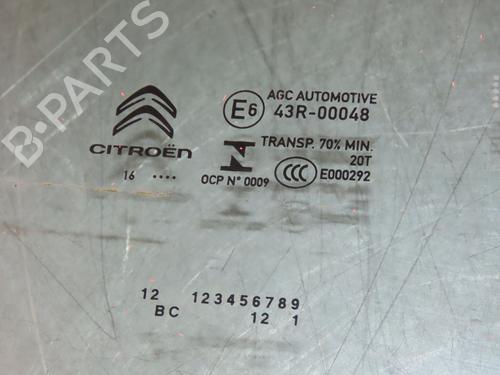 B-PARTS
CITROËN
16 ....
E6
AGC AUTOMOTIVE
43R-00048
TRANSP. 70% MIN.
20T
OCP N° 0009
CCC
E000292
12 123456789
BC 12 1